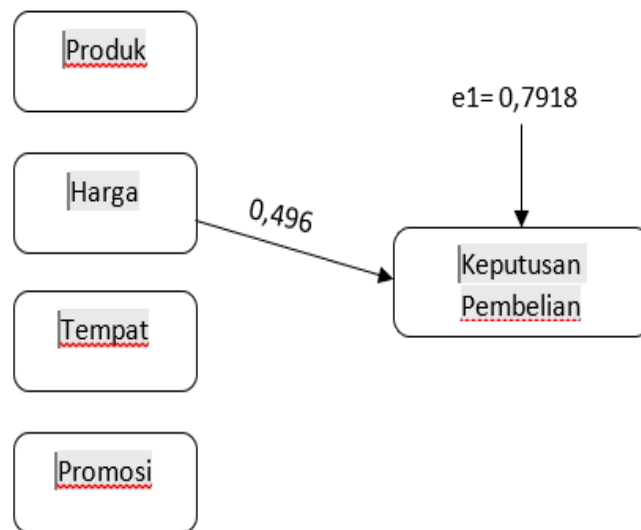 Produk
e1= 0,7918
Harga
0,496
Keputusan
Pembelian
Tempat
Promosi